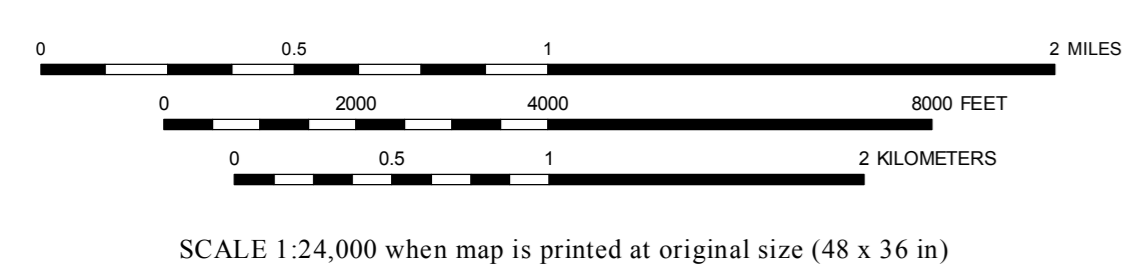 0 0.5 1 2 MILES
0 2000 4000 8000 FEET
0 0.5 1 2 KILOMETERS
SCALE 1:24,000 when map is printed at original size (48 x 36 in)